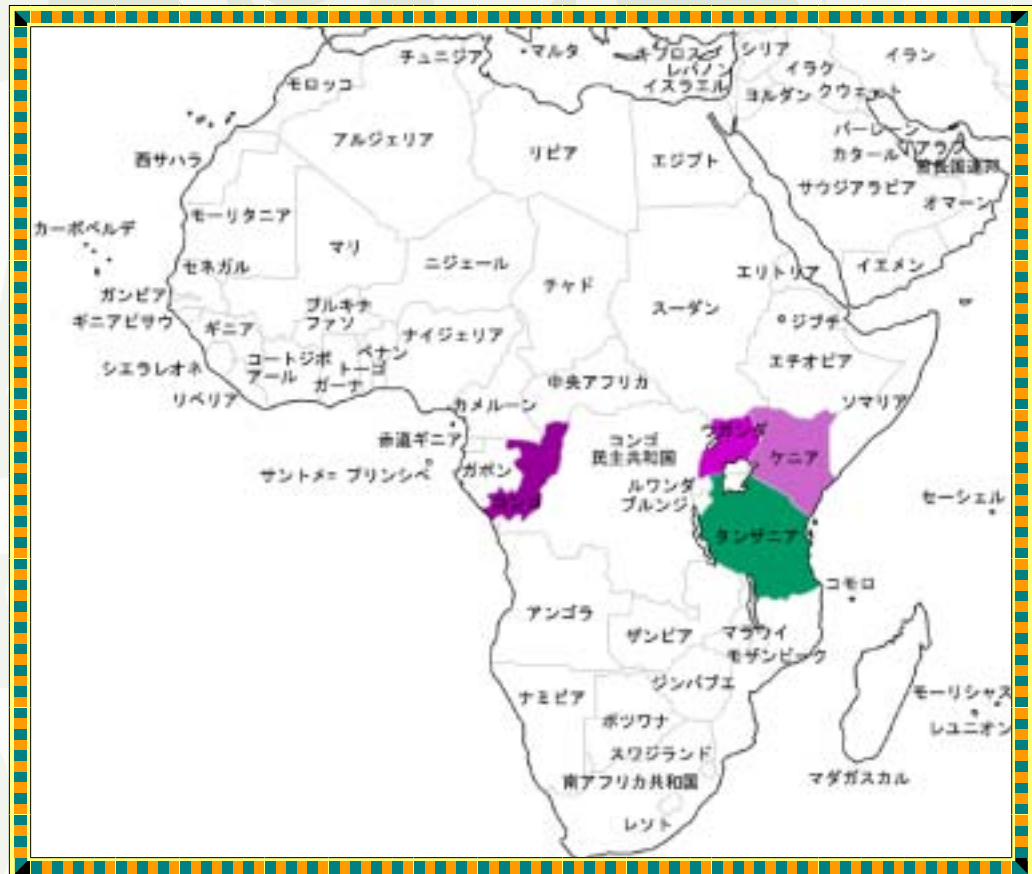 チュニジア
マルタ
キプロス
シリア
イラン
レバノン
イラク
モロッコ
イスラエル
ヨルダン
クウェート
アルジェリア
リビア
エジプト
バーレーン
カタール
アラブ
首長国連邦
西サハラ
サウジアラビア
オマーン
モーリタニア
カーボベルデ
マリ
ニジェール
チャド
エリトリア
イエメン
セネガル
ガンビア
ブルキナ
ファソ
スーダン
ギニアビサウ
ギニア
ナイジェリア
ジブチ
コートジボ
アール
ベナン
トーゴ
ガーナ
エチオピア
シエラレオネ
リベリア
中央アフリカ
カメルーン
ソマリア
赤道ギニア
コンゴ
民主共和国
ウガンダ
ケニア
サントメ= プリンシペ
ガボン
ルワンダ
ブルンジ
セーシェル
コンゴ
タンザニア
コモロ
アンゴラ
ザンビア
マラウイ
モザンビーク
ナミビア
ジンバブエ
ボツワナ
モーリシャス
レユニオン
スワジランド
南アフリカ共和国
マダガスカル
レソト